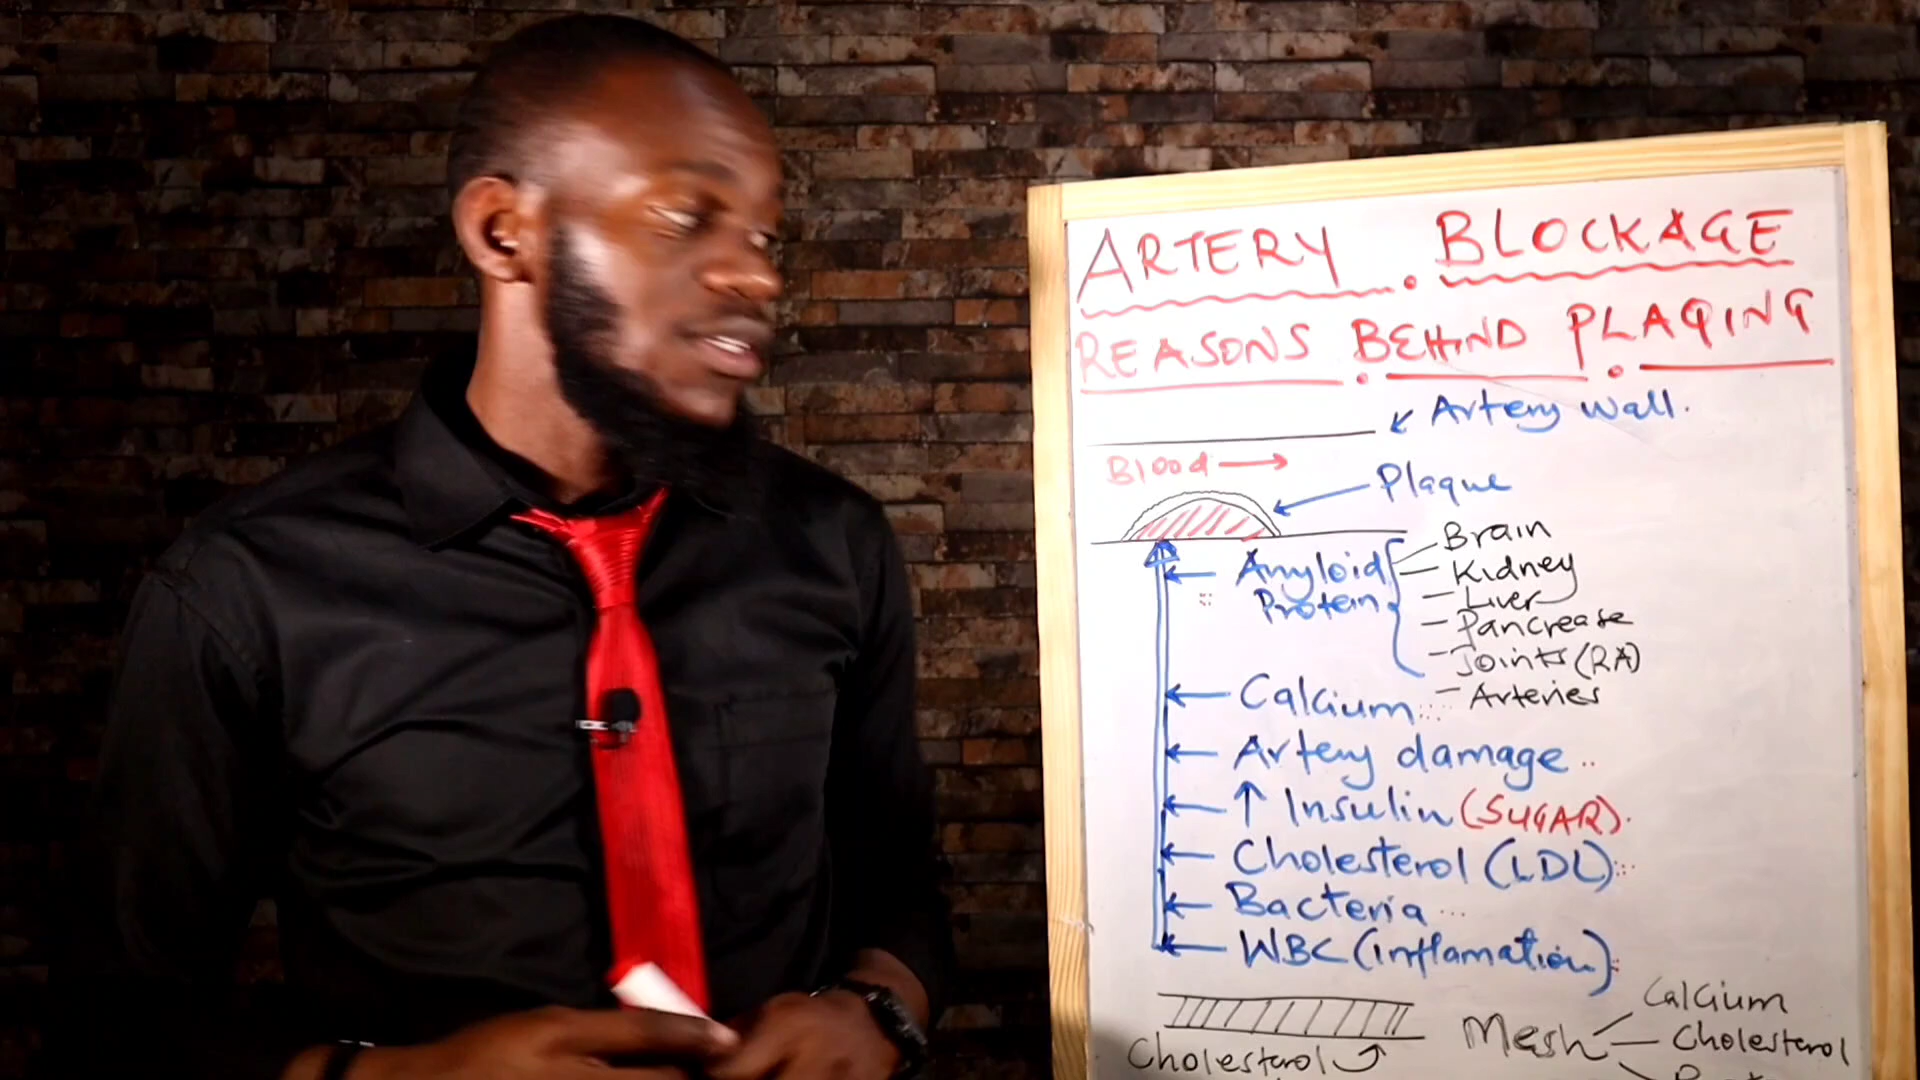 ARTERY . BLOCKAGE
REASONS BEHIND PLAQING
Artery Wall.
Blood
Plaque
Amyloid
Protein
Brain
Kidney
Liver
Pancrease
Joints (RA)
Arteries
Calcium
Artery damage
↑ Insulin (SUGAR).
Cholesterol (LDL)
Bacteria
WBC (inflamation)
Cholesterol
Mesh
Calcium
Cholesterol